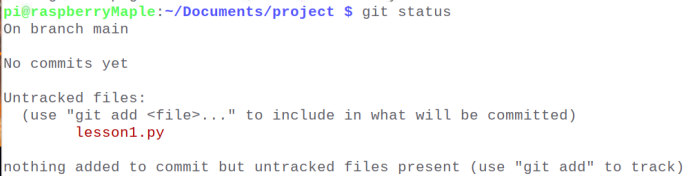 pi@raspberryMaple:~/Documents/project $ git status
On branch main

No commits yet

Untracked files:
  (use "git add <file>..." to include in what will be committed)
        lesson1.py

nothing added to commit but untracked files present (use "git add" to track)